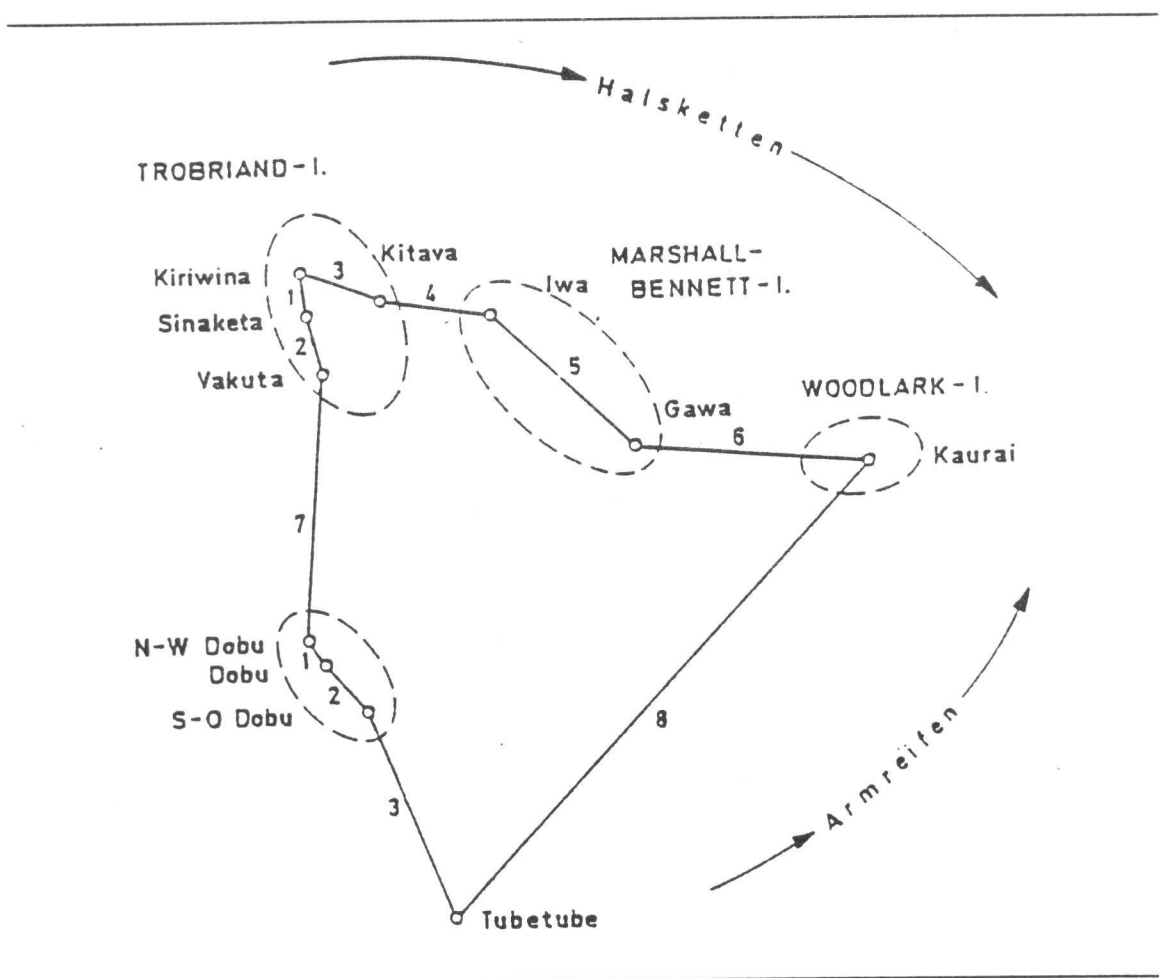 Halsketten
TROBRIAND-I.
Kitava
MARSHALL-
BENNETT-I.
Kiriwina
3
Iwa
1
4
Sinaketa
2
5
Vakuta
WOODLARK-I.
Gawa
6
Kaurai
7
N-W Dobu
1
Dobu
2
S-O Dobu
8
3
Armreifen
Tubetube